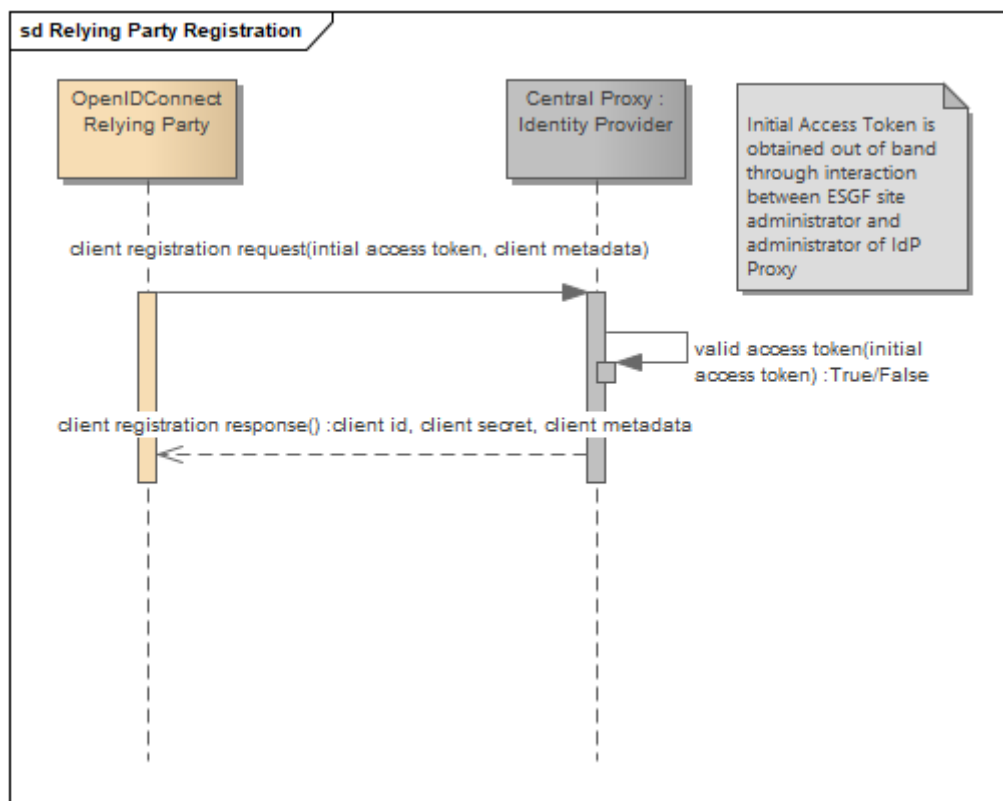 sd Relying Party Registration
OpenIDConnect
Relying Party
Central Proxy :
Identity Provider
Initial Access Token is
obtained out of band
through interaction
between ESGF site
administrator and
administrator of IdP
Proxy
client registration request(intial access token, client metadata)
valid access token(initial
access token) :True/False
client registration response() :client id, client secret, client metadata